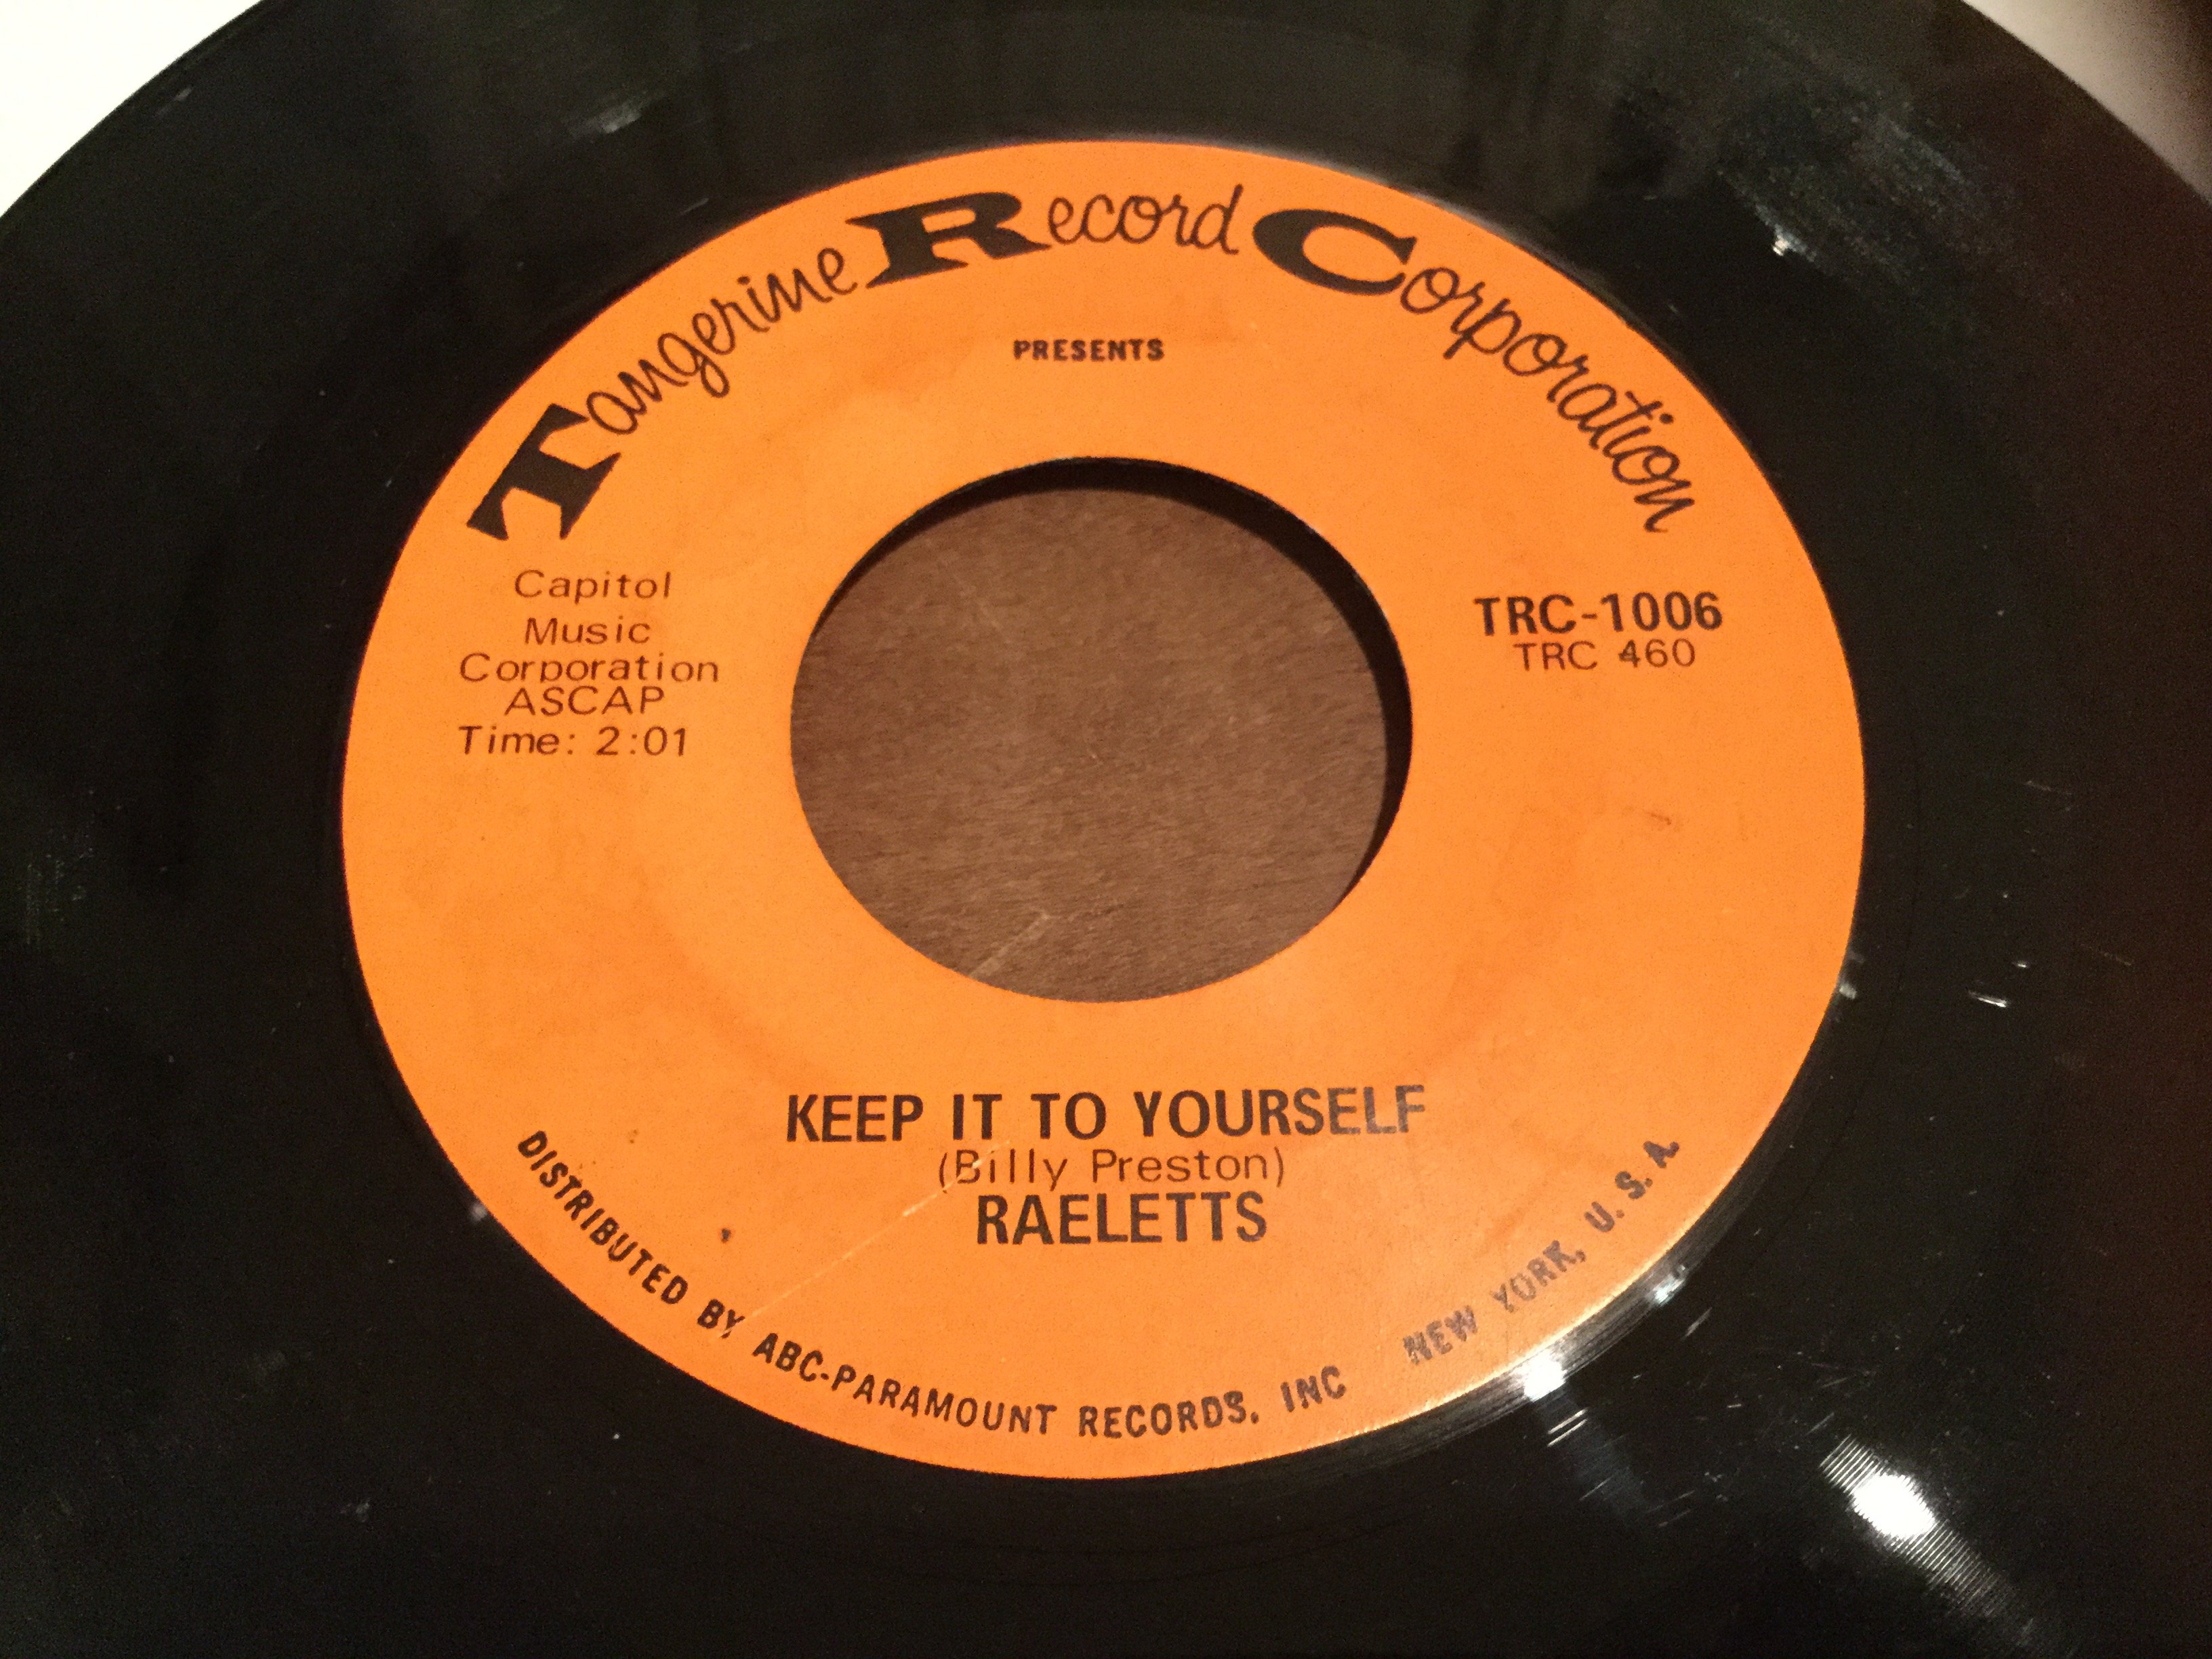 Tangerine Record Corporation
PRESENTS
Capitol
Music
Corporation
ASCAP
Time: 2:01
TRC-1006
TRC 460
KEEP IT TO YOURSELF
(Billy Preston)
RAELETTS
DISTRIBUTED BY ABC-PARAMOUNT RECORDS, INC NEW YORK, U.S.A.